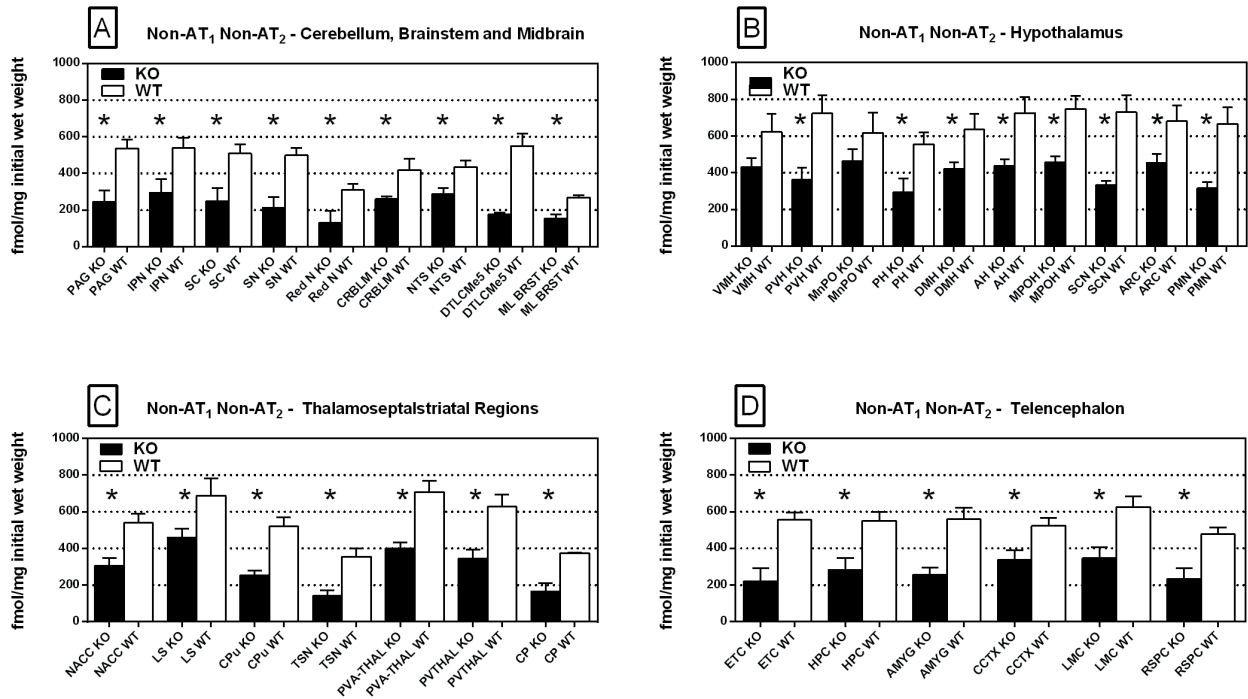 A
Non-AT1 Non-AT2 - Cerebellum, Brainstem and Midbrain
fmol/mg initial wet weight
1000
800
600
400
200
0
KO
WT
* * * * * * * * *
PAG KO
PAG WT
IPN KO
IPN WT
SC KO
SC WT
SN KO
SN WT
Red N KO
Red N WT
CRBLM KO
CRBLM WT
NTS KO
NTS WT
DTLCMe5 KO
DTLCMe5 WT
ML BRST KO
ML BRST WT
B
Non-AT1 Non-AT2 - Hypothalamus
fmol/mg initial wet weight
1000
800
600
400
200
0
KO
WT
* * * * * * * *
VMH KO
VMH WT
PVH KO
PVH WT
MnPO KO
MnPO WT
PH KO
PH WT
DMH KO
DMH WT
AH KO
AH WT
MPOH KO
MPOH WT
SCN KO
SCN WT
ARC KO
ARC WT
PMN KO
PMN WT
C
Non-AT1 Non-AT2 - Thalamoseptalstriatal Regions
fmol/mg initial wet weight
1000
800
600
400
200
0
KO
WT
* * * * * * *
NACC KO
NACC WT
LS KO
LS WT
CPu KO
CPu WT
TSN KO
TSN WT
PVA-THAL KO
PVA-THAL WT
PVTHAL KO
PVTHAL WT
CP KO
CP WT
D
Non-AT1 Non-AT2 - Telencephalon
fmol/mg initial wet weight
1000
800
600
400
200
0
KO
WT
* * * * * *
ETC KO
ETC WT
HPC KO
HPC WT
AMYG KO
AMYG WT
CCTX KO
CCTX WT
LMC KO
LMC WT
RSPC KO
RSPC WT